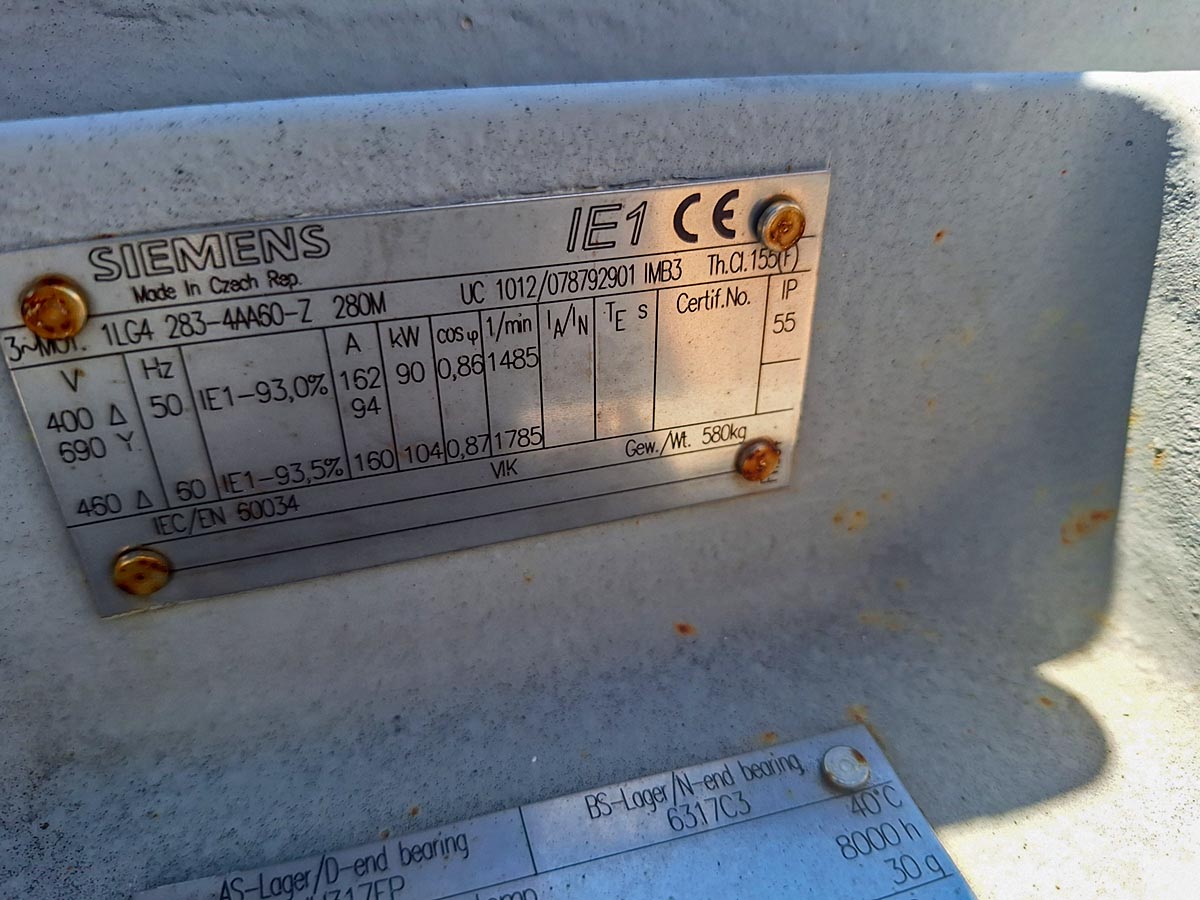 SIEMENS IE1 CE
Made In Czech Rep.
3~Mot. 1LG4 283-4AA60-Z 280M UC 1012/078792901 IMB3 Th.Cl.155(F)
V Hz A kW cosφ 1/min IA/IN TE s Certif.No. IP
400 Δ 50 IE1-93,0% 162 90 0,86 1485 55
690 Y 94
460 Δ 60 IE1-93,5% 160 104 0,87 1785
IEC/EN 60034 VIK Gew./Wt. 580kg
AS-Lager/D-end bearing BS-Lager/N-end bearing
6317C3
40°C
8000 h
30 g